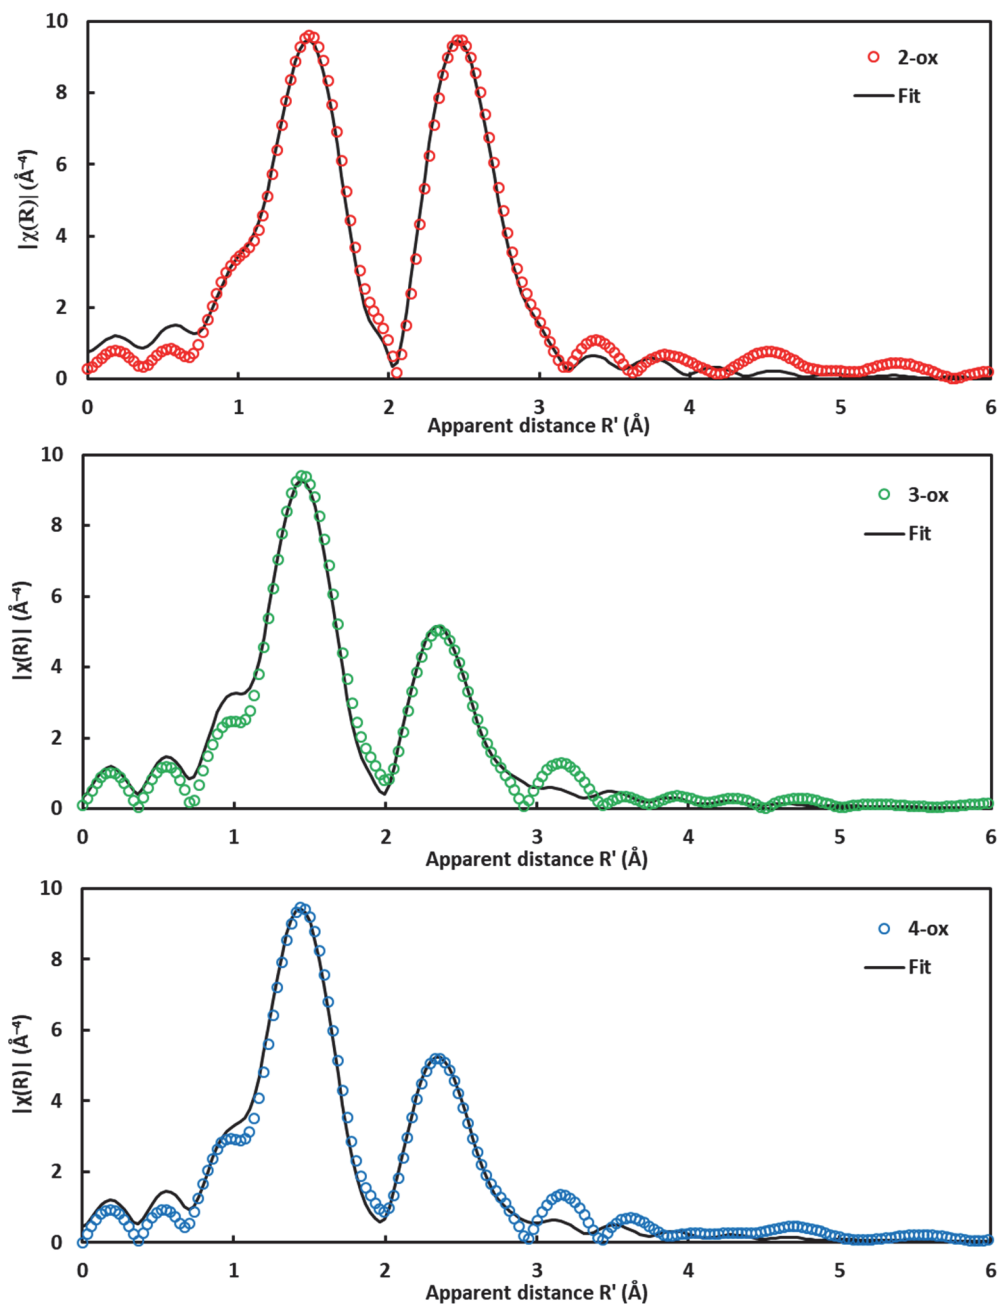 10
8
6
4
2
0
|χ(R)| (Å⁻⁴)
2-ox
Fit
0 1 2 3 4 5 6
Apparent distance R' (Å)
10
8
6
4
2
0
|χ(R)| (Å⁻⁴)
3-ox
Fit
0 1 2 3 4 5 6
Apparent distance R' (Å)
10
8
6
4
2
0
|χ(R)| (Å⁻⁴)
4-ox
Fit
0 1 2 3 4 5 6
Apparent distance R' (Å)